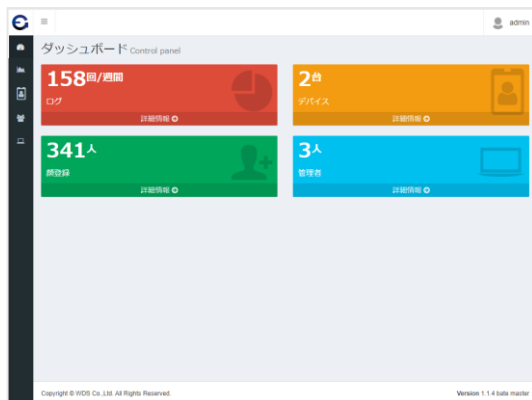 admin
ダッシュボード Control panel
158回/週間
ログ
詳細情報
2台
デバイス
詳細情報
341人
顔登録
詳細情報
3人
管理者
詳細情報
Copyright © WDS Co.,Ltd. All Rights Reserved.
Version 1.1.4 bata master